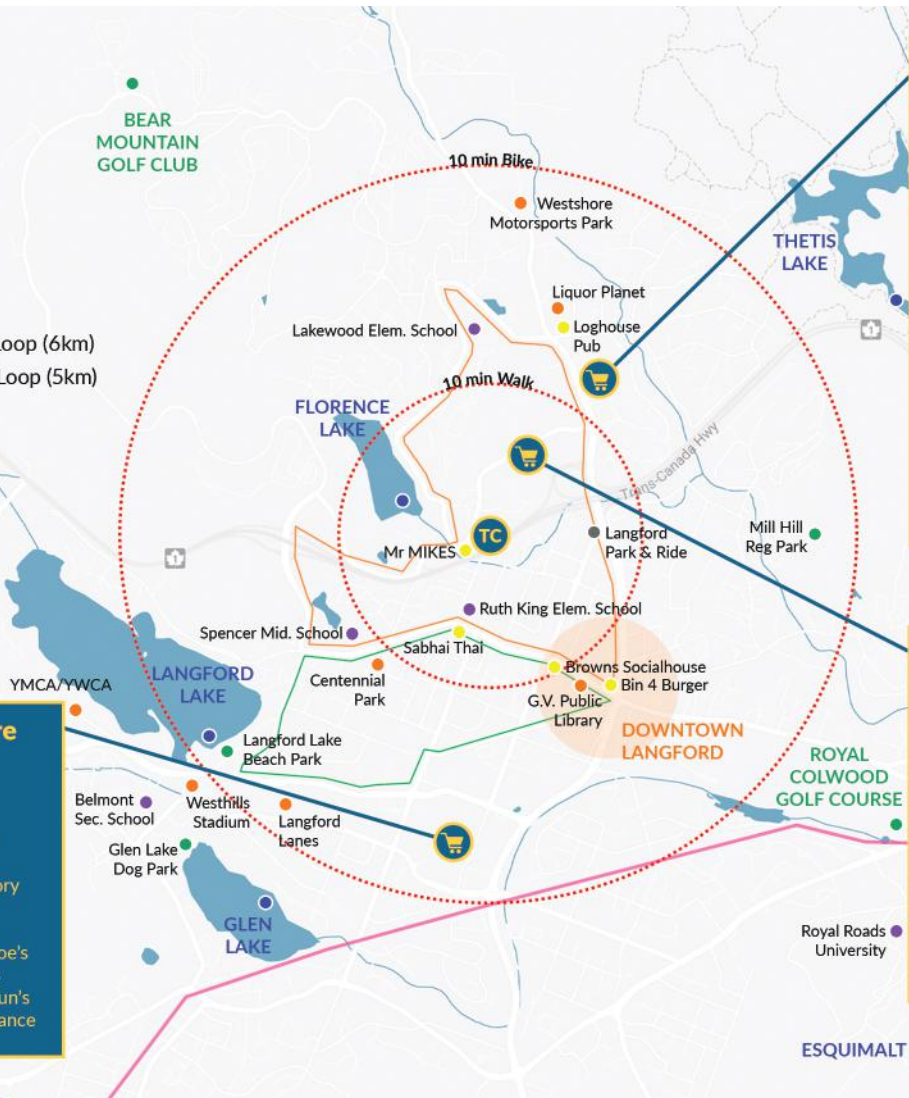 BEAR
MOUNTAIN
GOLF CLUB
10 min Bike
Westshore
Motorsports Park
THETIS
LAKE
Liquor Planet
Loghouse
Pub
Lakewood Elem. School
1
Loop (6km)
Loop (5km)
10 min Walk
FLORENCE
LAKE
Trans-Canada Hwy
TC
Mr MIKES
Langford
Park & Ride
Mill Hill
Reg Park
1
Ruth King Elem. School
Spencer Mid. School
Sabhai Thai
Centennial
Park
Browns Socialhouse
Bin 4 Burger
G.V. Public
Library
LANGFORD
LAKE
YMCA/YWCA
DOWNTOWN
LANGFORD
Langford Lake
Beach Park
ROYAL
COLWOOD
GOLF COURSE
Belmont
Sec. School
Westhills
Stadium
Langford
Lanes
Glen Lake
Dog Park
GLEN
LAKE
Royal Roads
University
ESQUIMALT